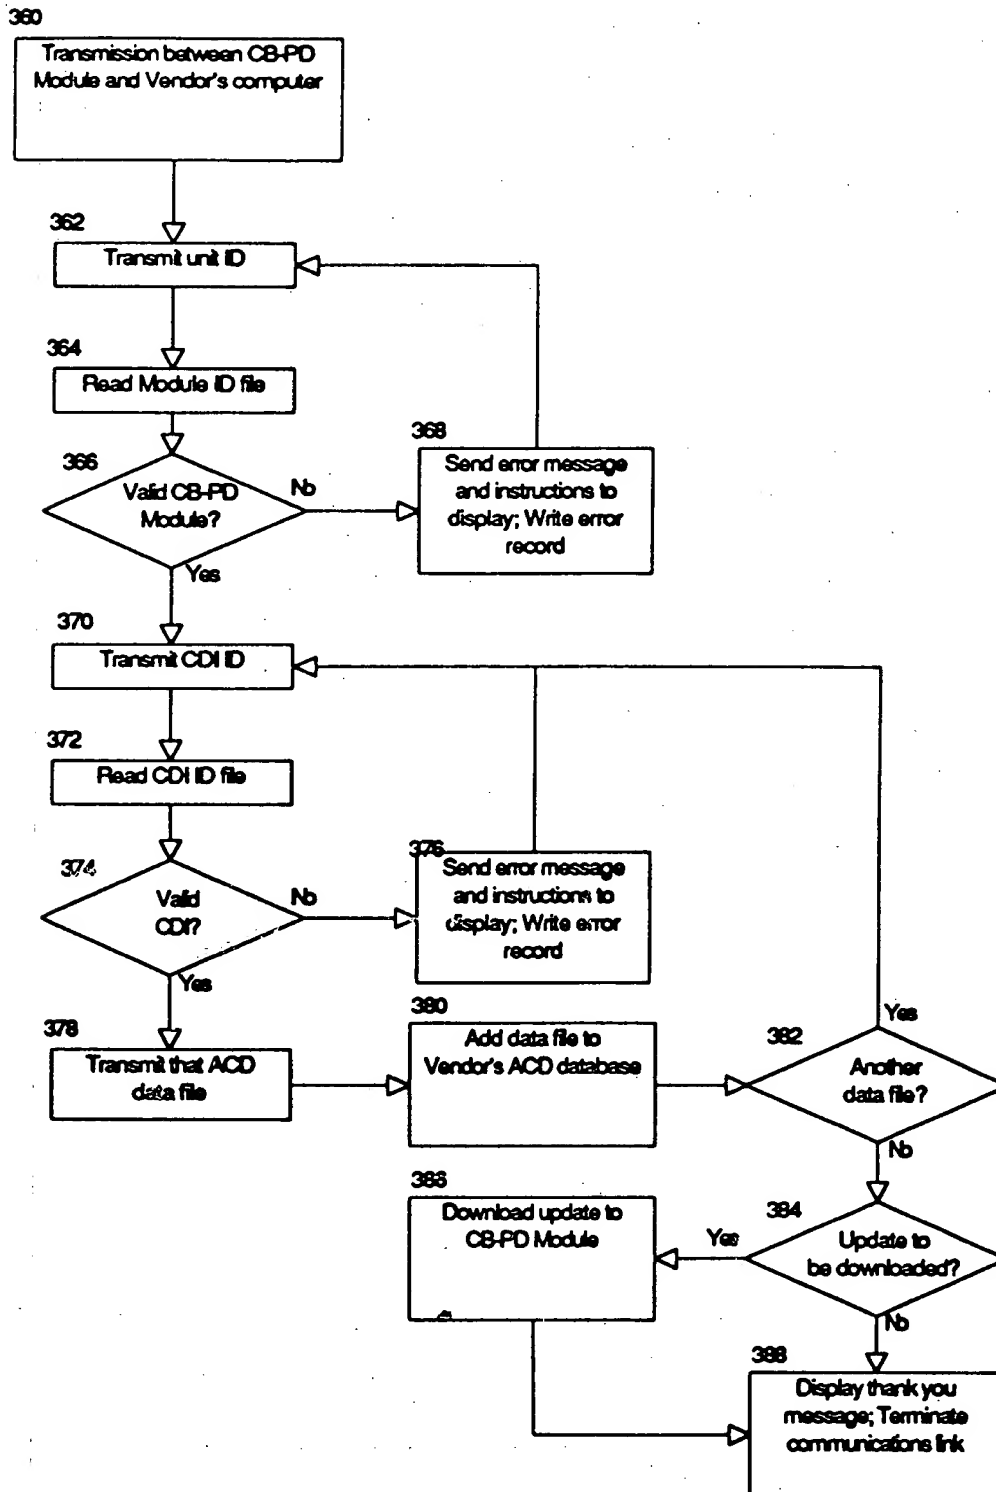 360
Transmission between CB-PD
Module and Vendor's computer
362
Transmit unit ID
364
Read Module ID file
366
Valid CB-PD
Module?
No
Yes
368
Send error message
and instructions to
display; Write error
record
370
Transmit CDI ID
372
Read CDI ID file
374
Valid
CDI?
No
Yes
376
Send error message
and instructions to
display; Write error
record
378
Transmit that ACD
data file
380
Add data file to
Vendor's ACD database
382
Another
data file?
Yes
No
384
Update to
be downloaded?
Yes
No
386
Download update to
CB-PD Module
388
Display thank you
message; Terminate
communications link